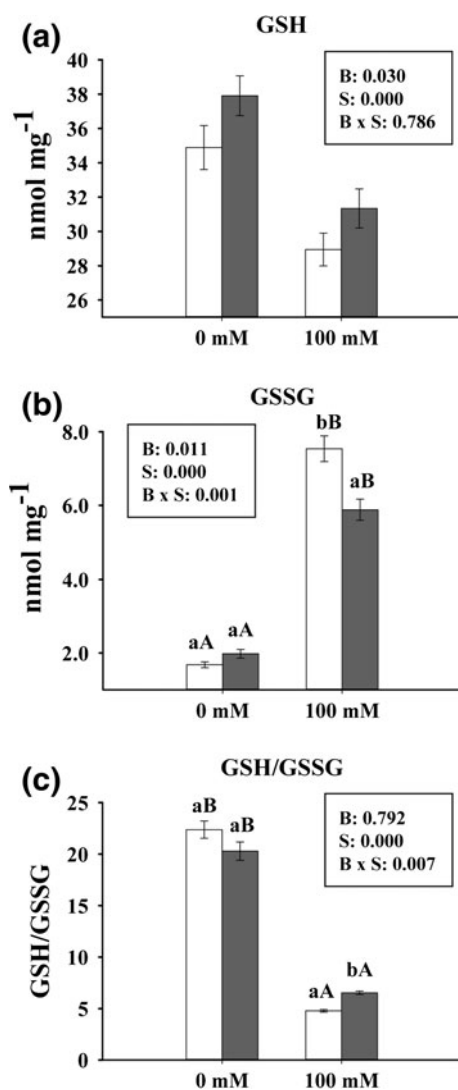 (a)
GSH
40
38
36
34
32
30
28
26
nmol mg-1
B: 0.030
S: 0.000
B x S: 0.786
0 mM
100 mM
(b)
GSSG
8.0
6.0
4.0
2.0
nmol mg-1
B: 0.011
S: 0.000
B x S: 0.001
aA
aA
bB
aB
0 mM
100 mM
(c)
GSH/GSSG
25
20
15
10
5
0
GSH/GSSG
aB
aB
aA
bA
B: 0.792
S: 0.000
B x S: 0.007
0 mM
100 mM